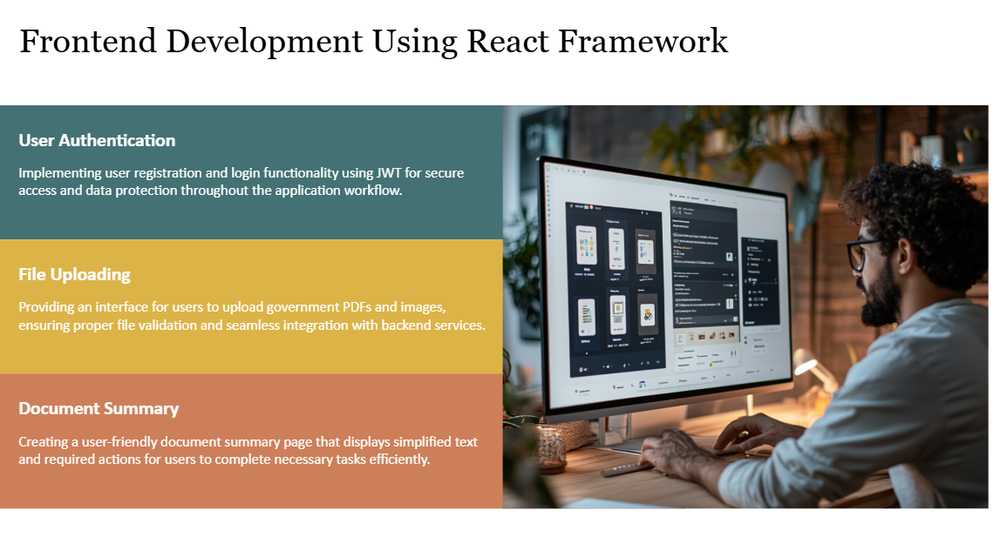 Frontend Development Using React Framework
User Authentication
Implementing user registration and login functionality using JWT for secure
access and data protection throughout the application workflow.
File Uploading
Providing an interface for users to upload government PDFs and images,
ensuring proper file validation and seamless integration with backend services.
Document Summary
Creating a user-friendly document summary page that displays simplified text
and required actions for users to complete necessary tasks efficiently.